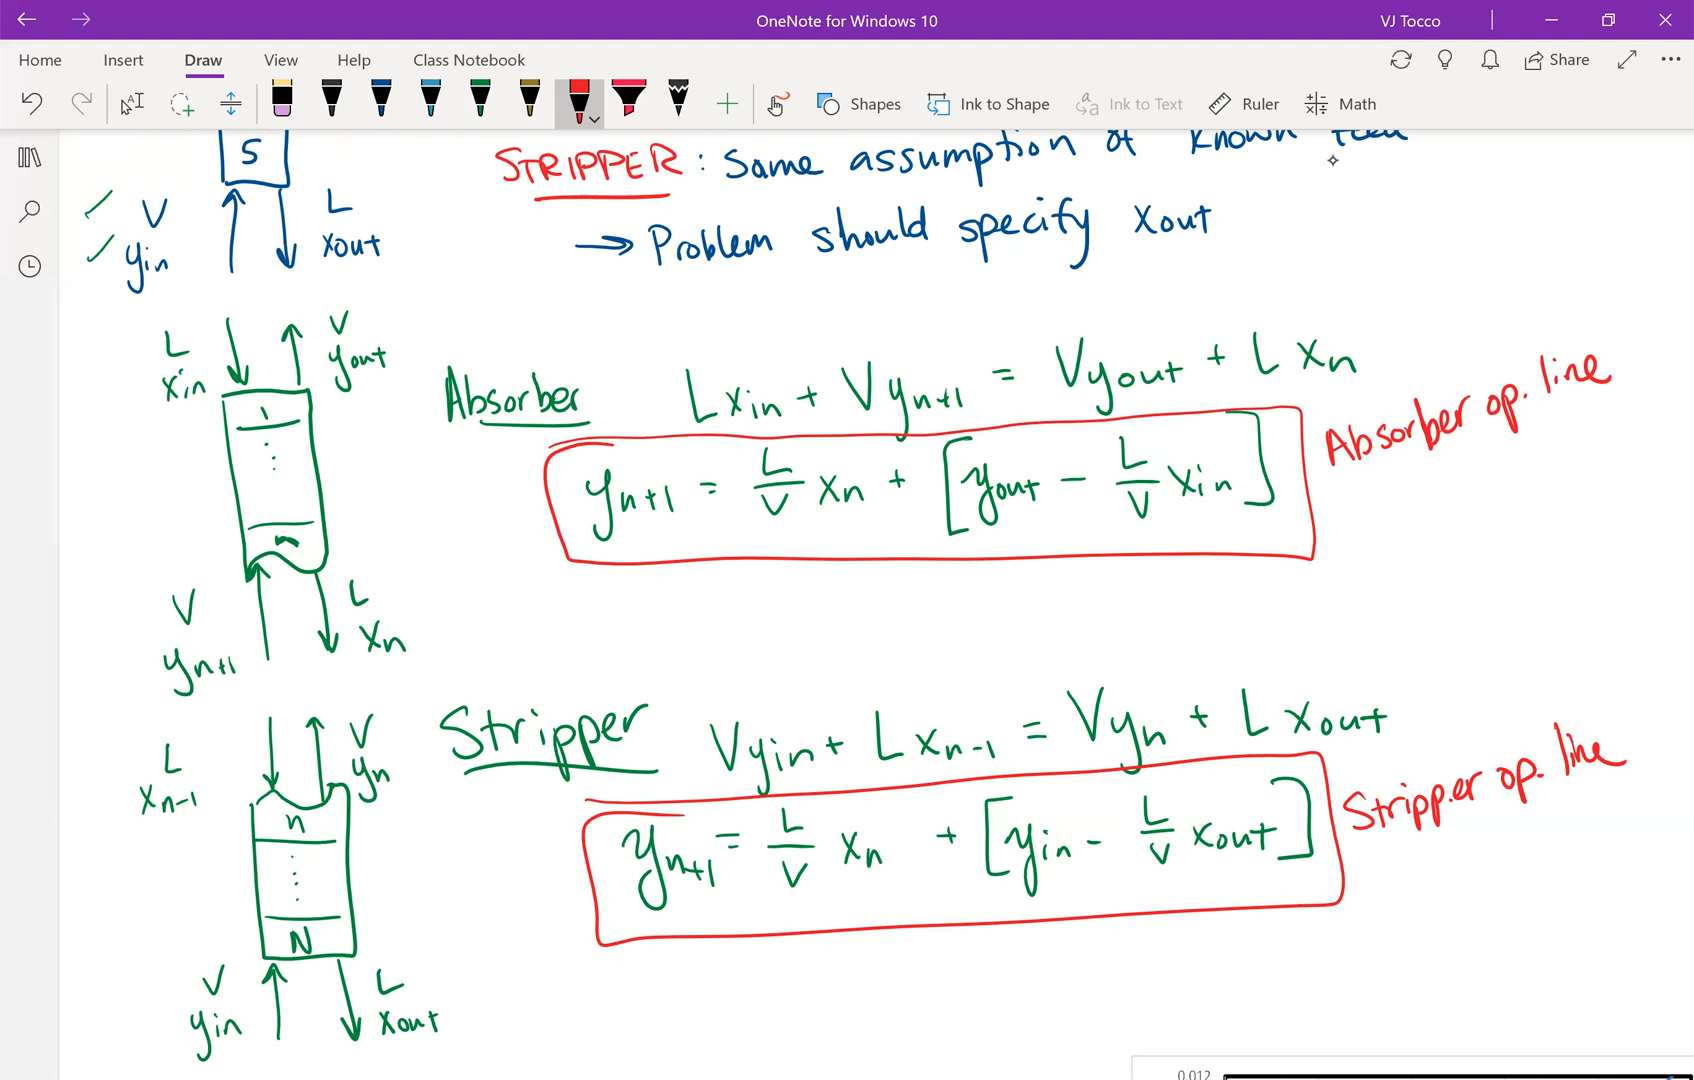 OneNote for Windows 10
VJ Tocco
Home Insert Draw View Help Class Notebook
Share
Shapes Ink to Shape Ink to Text Ruler Math
S
STRIPPER: Same assumption of known feed
→ Problem should specify xout
V
yin
L
xout
L
xin
V
yout
1
⋮
n
V
yn+1
L
xn
Absorber
Lxin + Vyn+1 = Vyout + Lxn
yn+1 = L/V xn + [yout - L/V xin]
Absorber op. line
L
xn-1
V
yn
n
⋮
N
V
yin
L
xout
Stripper
Vyin + Lxn-1 = Vyn + Lxout
yn+1 = L/V xn + [yin - L/V xout]
Stripper op. line
0.012